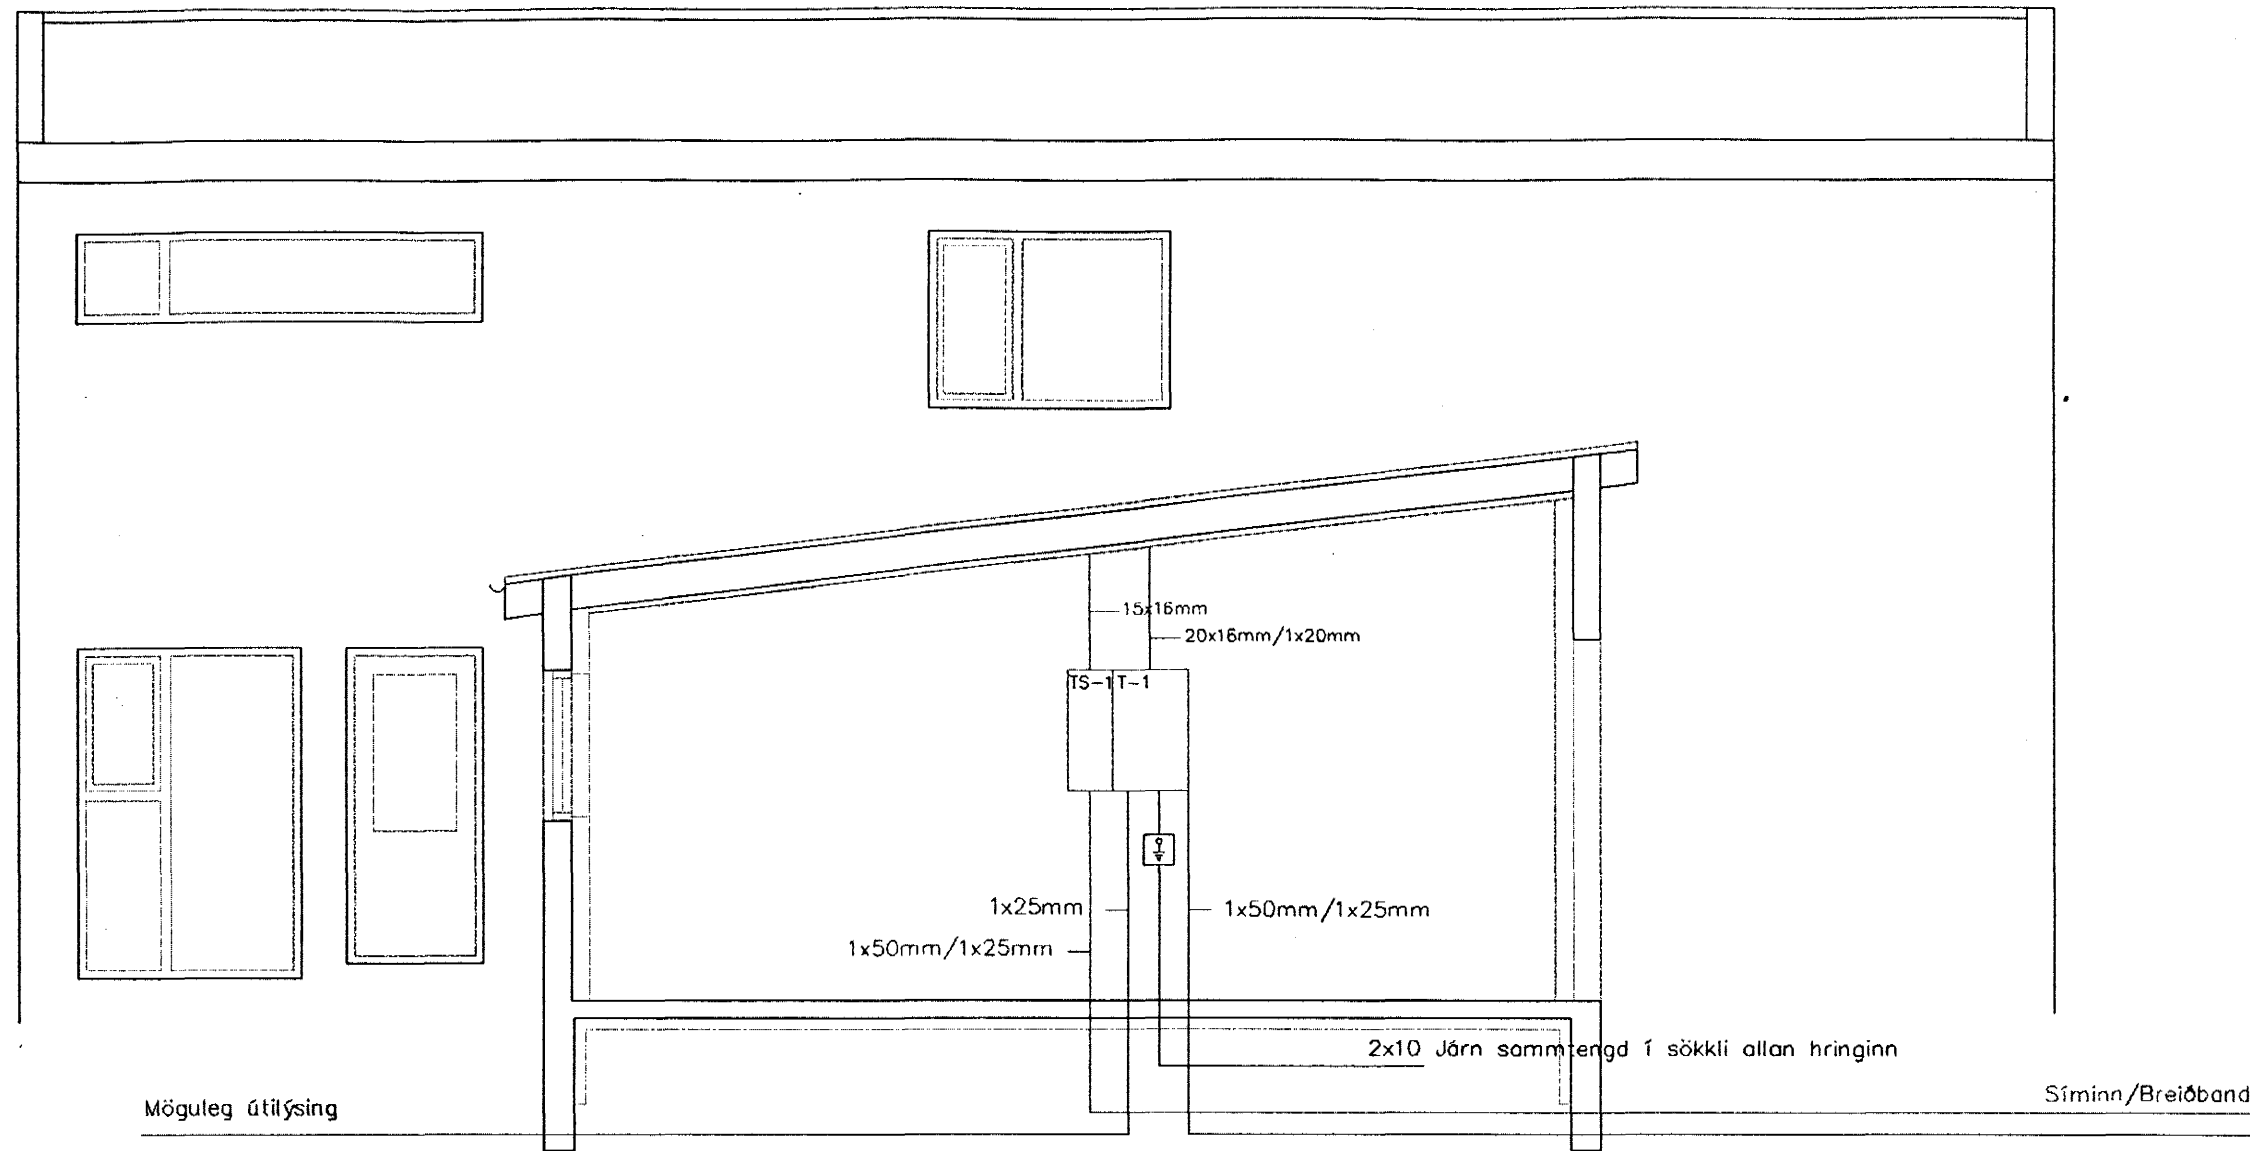 15x16mm
20x16mm/1x20mm
TS-1 T-1
1x25mm
1x50mm/1x25mm
1x50mm/1x25mm
2x10 Járn sammtengd í sökkli allan hringinn
Möguleg útilýsing
Síminn/Breiðband